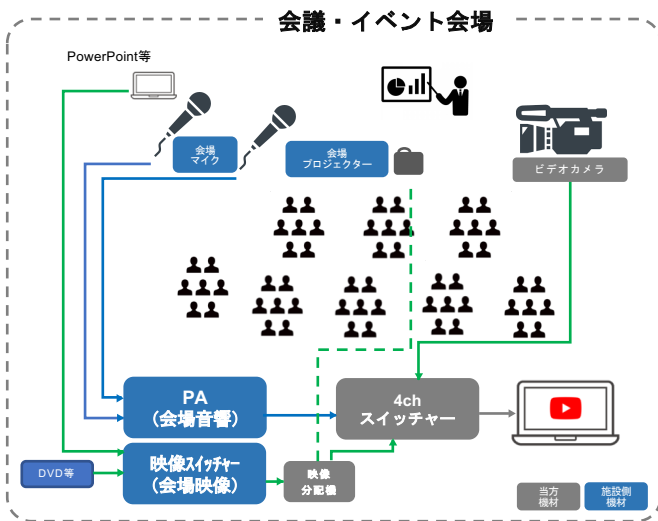 会議・イベント会場
PowerPoint等
会場
マイク
会場
プロジェクター
ビデオカメラ
PA
(会場音響)
4ch
スイッチャー
映像スイッチャー
(会場映像)
DVD等
映像
分配機
当方
機材
施設側
機材